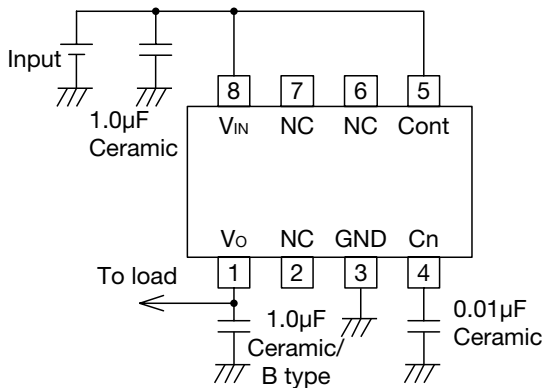 Input
1.0µF
Ceramic
8 7 6 5
VIN NC NC Cont
VO NC GND Cn
1 2 3 4
To load
1.0µF
Ceramic/
B type
0.01µF
Ceramic